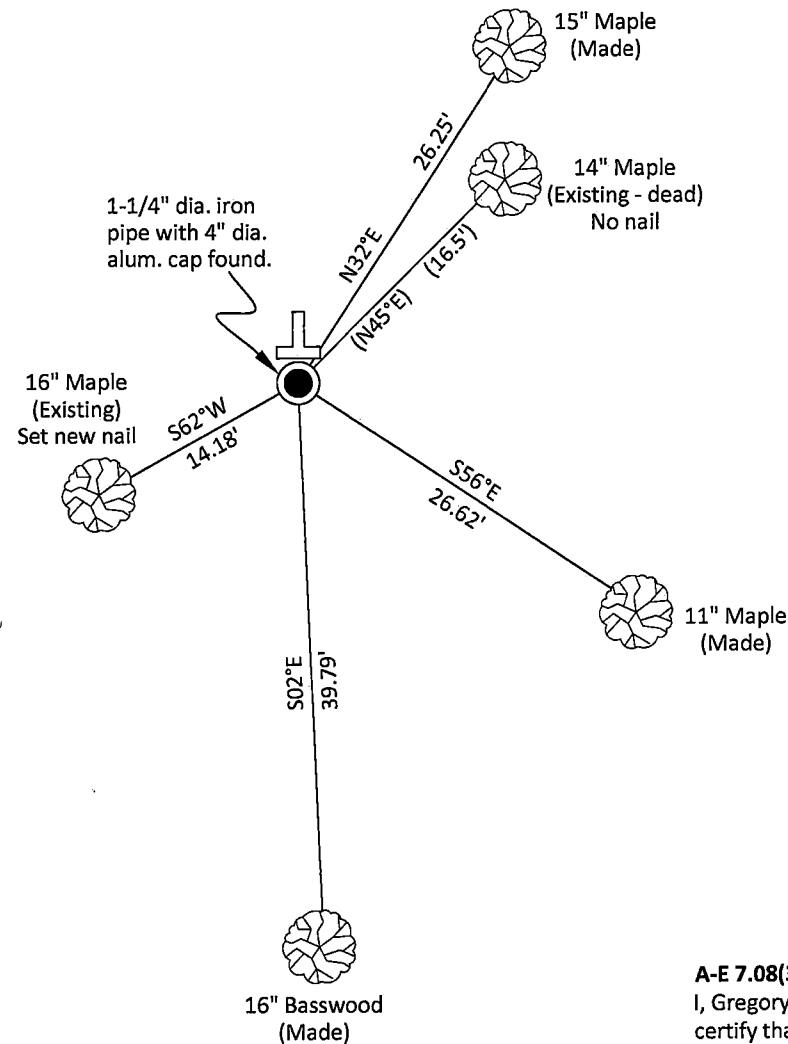 15" Maple
(Made)
26.25'
N32°E
14" Maple
(Existing - dead)
No nail
(16.5')
(N45°E)
1-1/4" dia. iron
pipe with 4" dia.
alum. cap found.
16" Maple
(Existing)
Set new nail
S62°W
14.18'
S56°E
26.62'
11" Maple
(Made)
S02°E
39.79'
16" Basswood
(Made)
A-E 7.08(
I, Gregory
certify tha